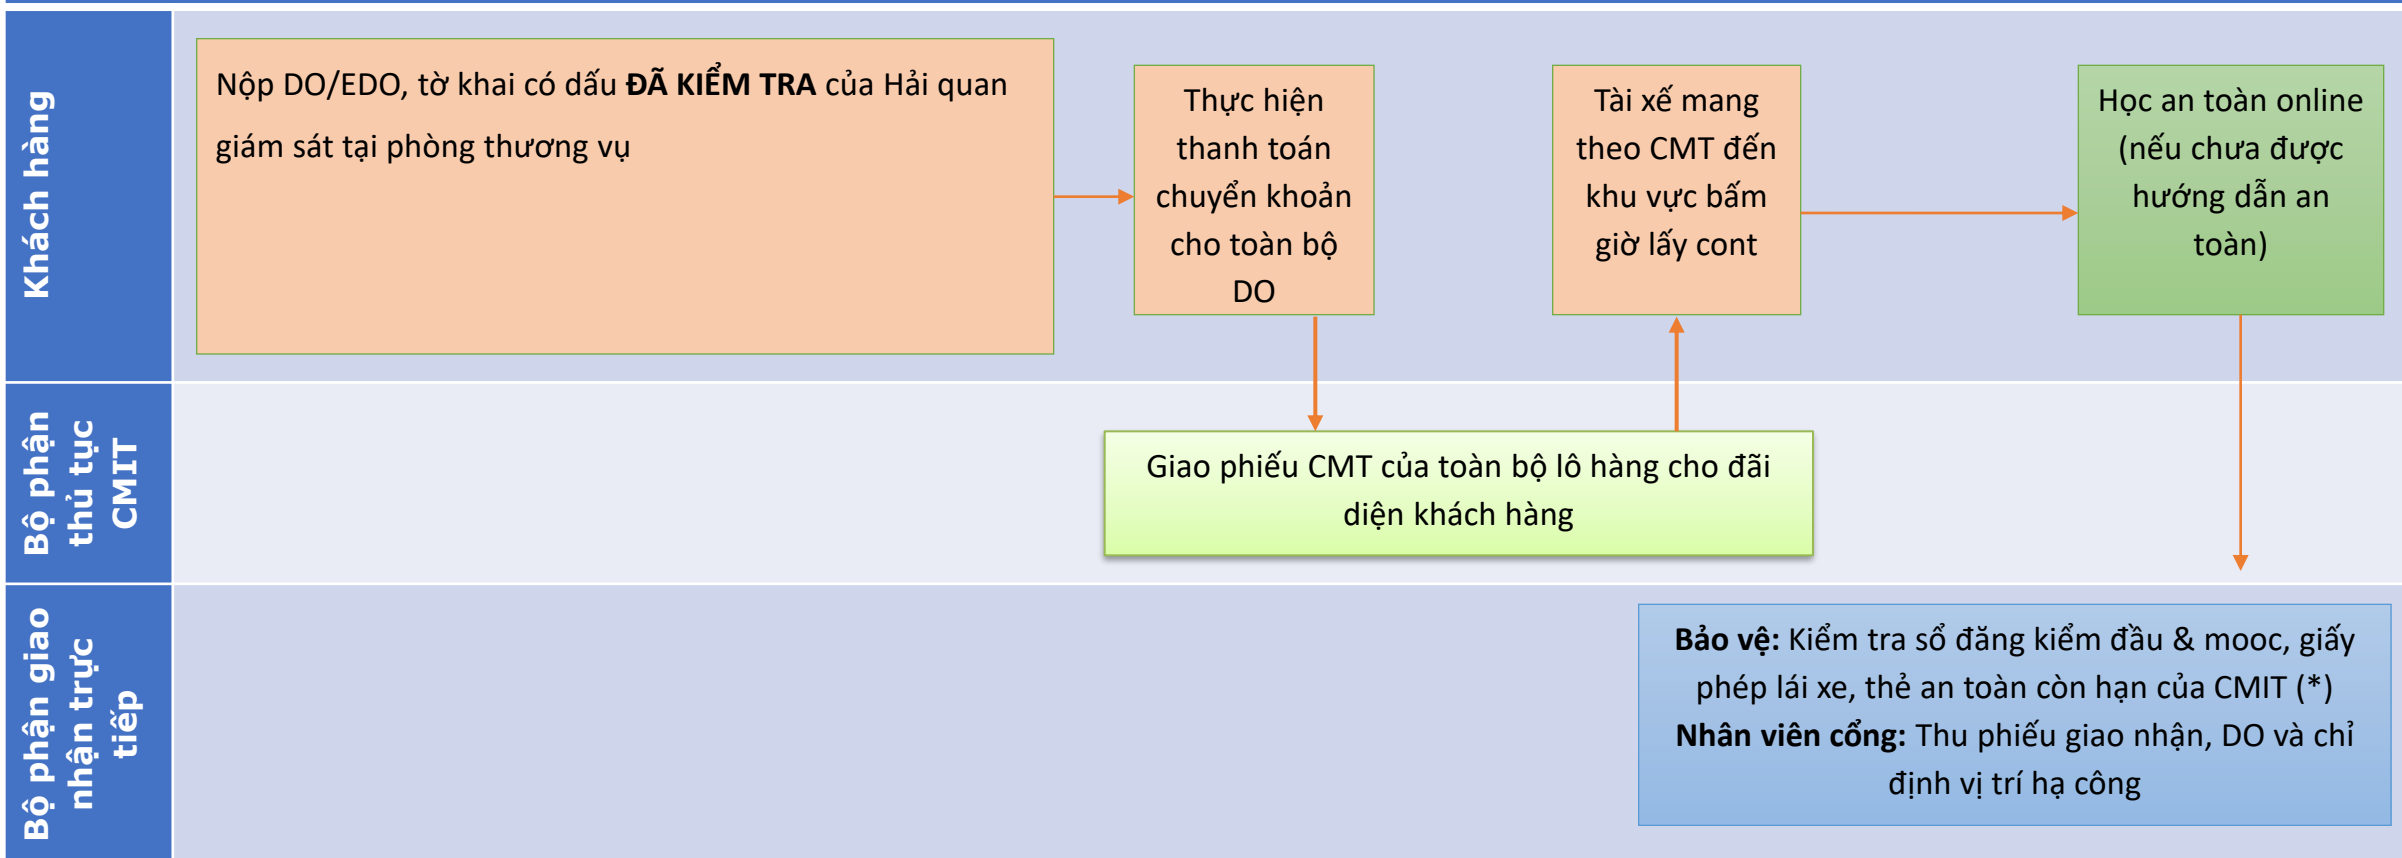 Khách hàng
Nộp DO/EDO, tờ khai có dấu ĐÃ KIỂM TRA của Hải quan
giám sát tại phòng thương vụ
Thực hiện
thanh toán
chuyển khoản
cho toàn bộ
DO
Tài xế mang
theo CMT đến
khu vực bấm
giờ lấy cont
Học an toàn online
(nếu chưa được
hướng dẫn an
toàn)
Bộ phận
thủ tục
CMIT
Giao phiếu CMT của toàn bộ lô hàng cho đãi
diện khách hàng
Bộ phận giao
nhận trực
tiếp
Bảo vệ: Kiểm tra sổ đăng kiểm đầu & mooc, giấy
phép lái xe, thẻ an toàn còn hạn của CMIT (*)
Nhân viên cổng: Thu phiếu giao nhận, DO và chỉ
định vị trí hạ công